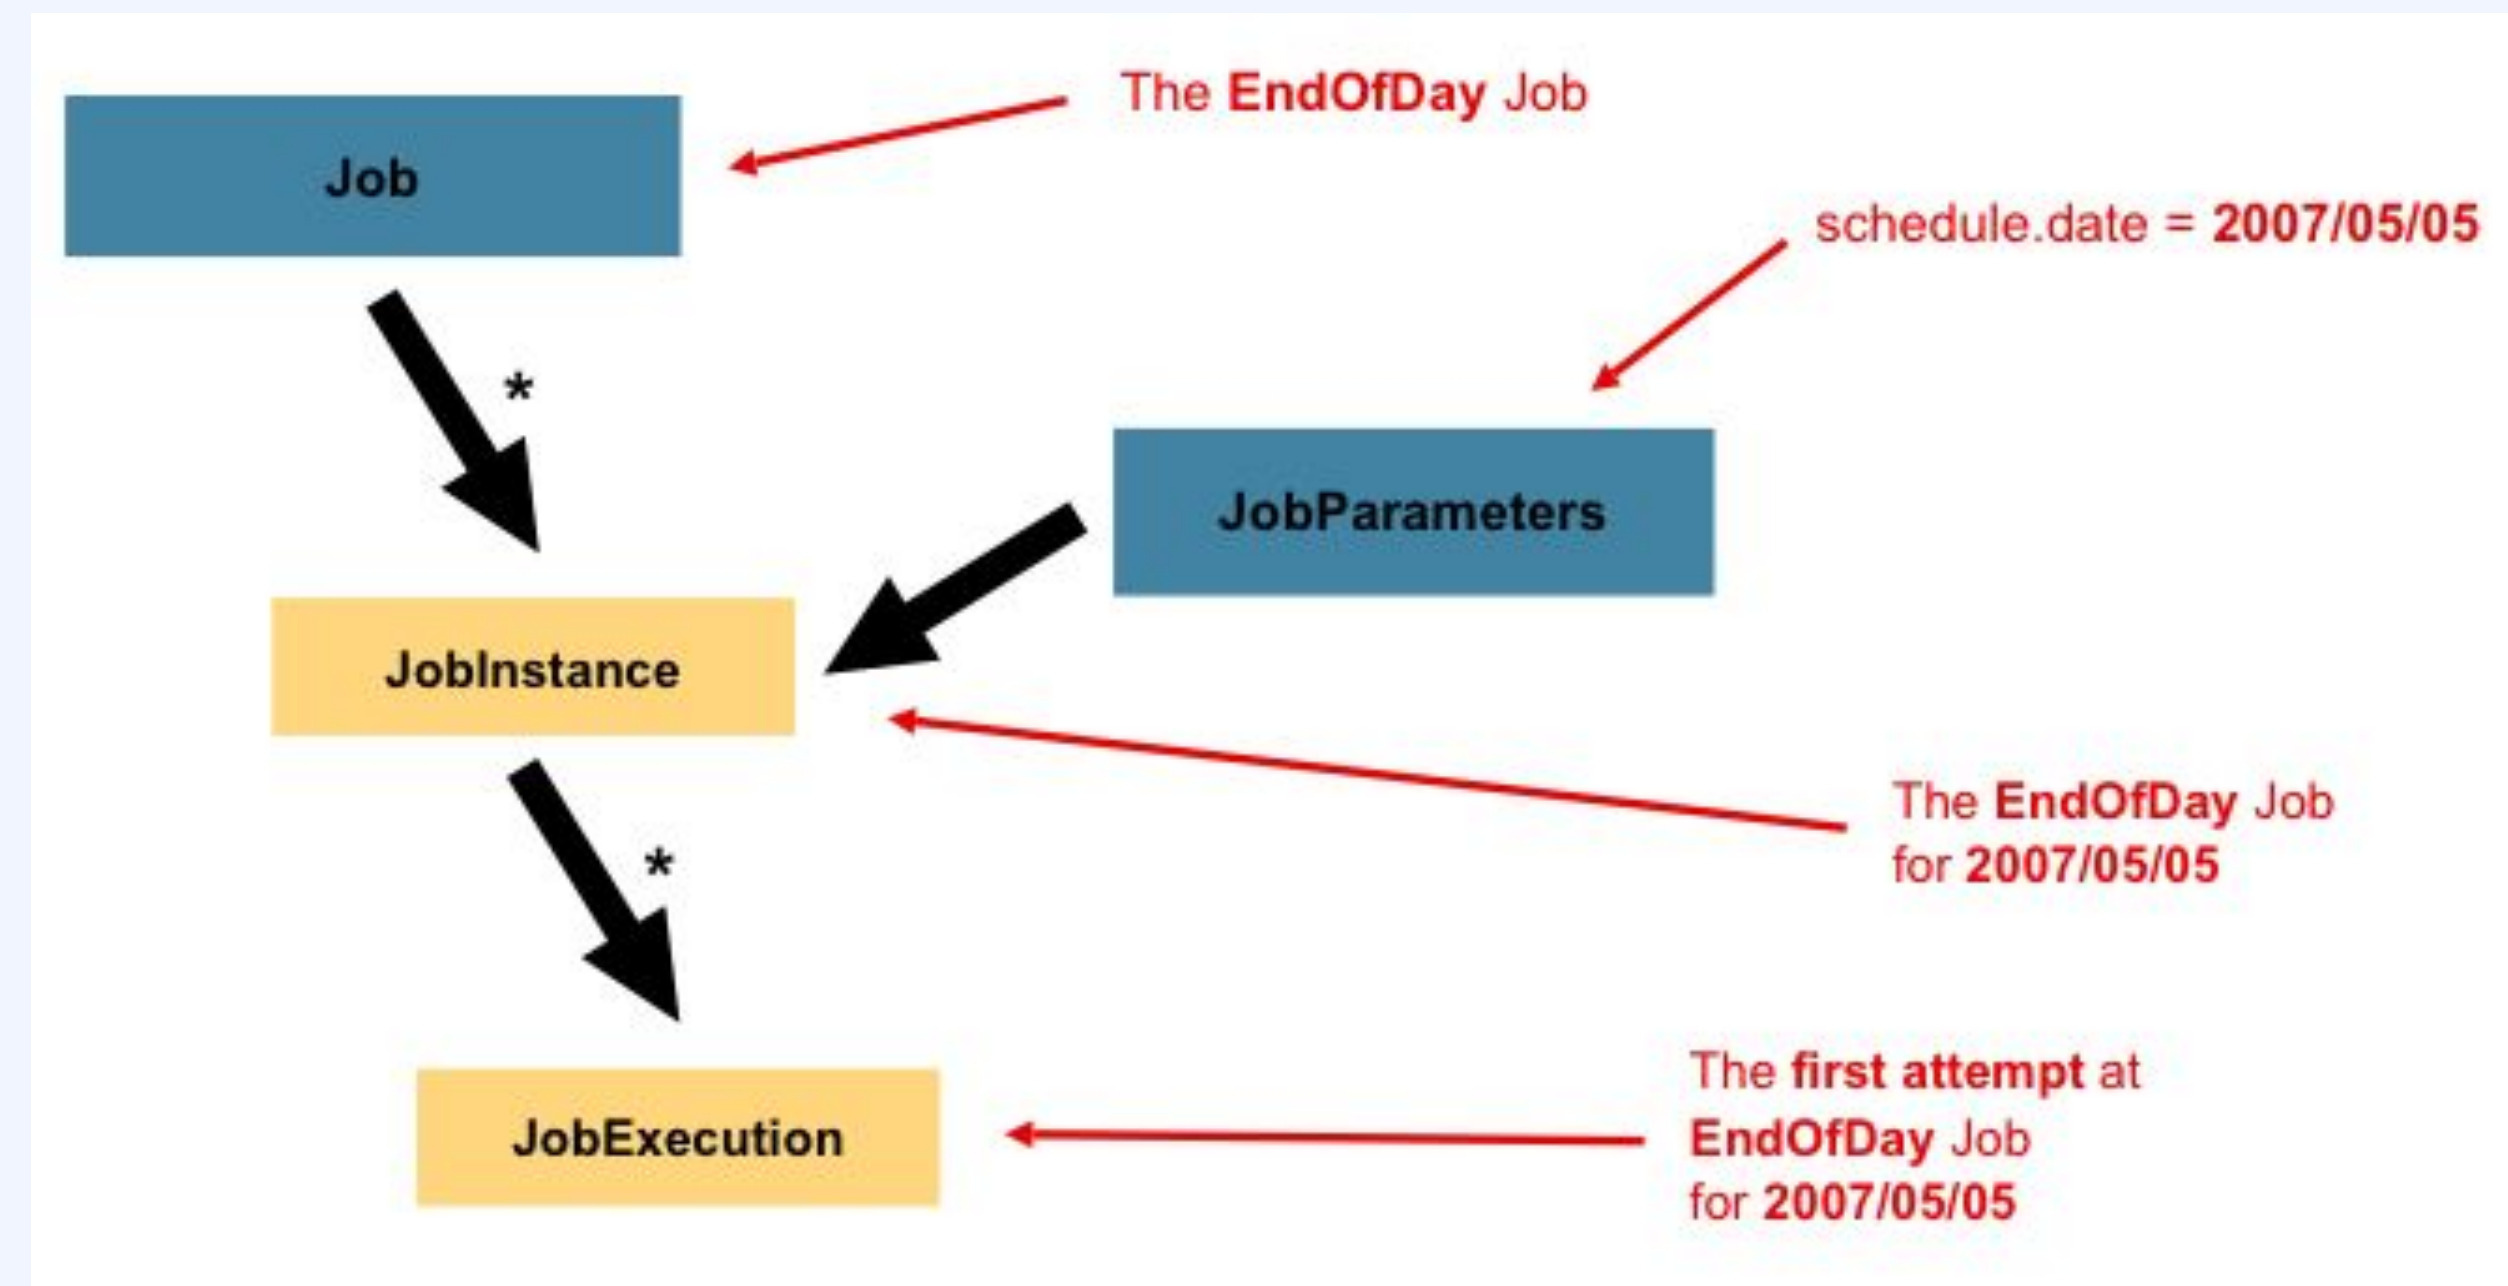 The EndOfDay Job
Job
schedule.date = 2007/05/05
*
JobParameters
JobInstance
The EndOfDay Job
for 2007/05/05
*
The first attempt at
EndOfDay Job
for 2007/05/05
JobExecution